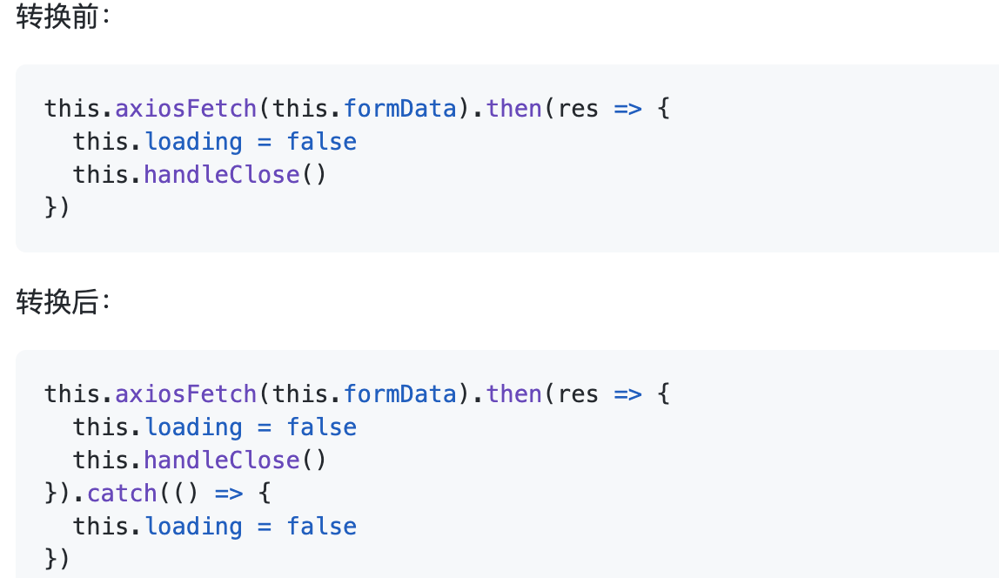 转换前：
this.axiosFetch(this.formData).then(res => {
  this.loading = false
  this.handleClose()
})
转换后：
this.axiosFetch(this.formData).then(res => {
  this.loading = false
  this.handleClose()
}).catch(() => {
  this.loading = false
})